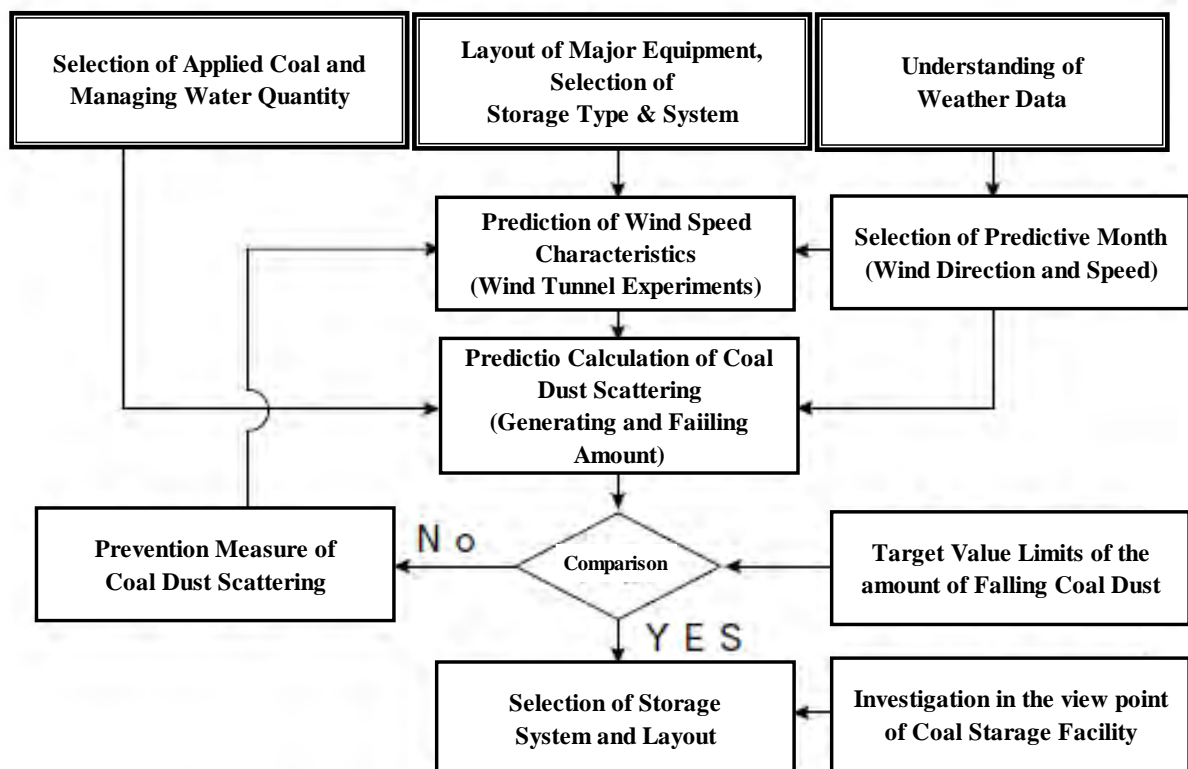 Selection of Applied Coal and
Managing Water Quantity
Layout of Major Equipment,
Selection of
Storage Type & System
Understanding of
Weather Data
Prediction of Wind Speed
Characteristics
(Wind Tunnel Experiments)
Selection of Predictive Month
(Wind Direction and Speed)
Predictio Calculation of Coal
Dust Scattering
(Generating and Faiiling
Amount)
Prevention Measure of
Coal Dust Scattering
No
Comparison
Target Value Limits of the
amount of Falling Coal Dust
YES
Selection of Storage
System and Layout
Investigation in the view point
of Coal Starage Facility